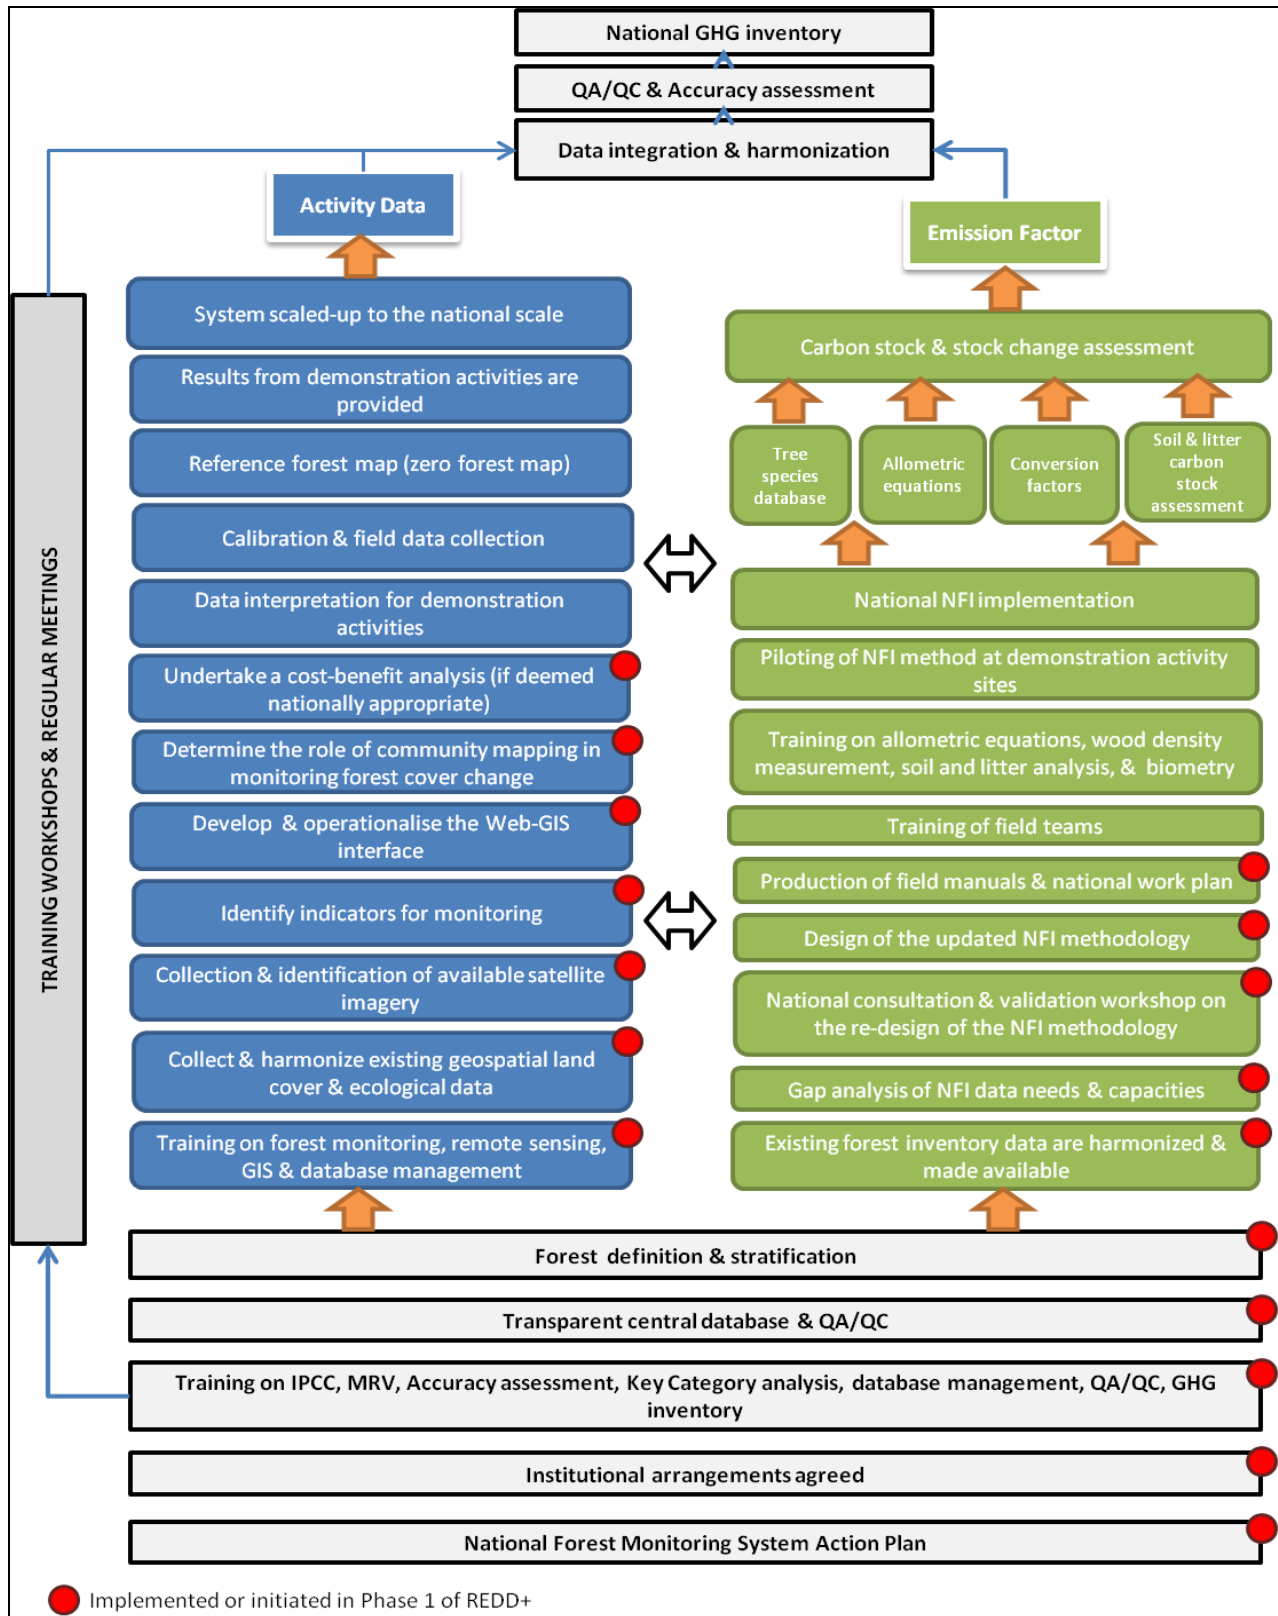 National GHG inventory
QA/QC & Accuracy assessment
Data integration & harmonization
Activity Data
Emission Factor
TRAINING WORKSHOPS & REGULAR MEETINGS
System scaled-up to the national scale
Results from demonstration activities are
provided
Reference forest map (zero forest map)
Calibration & field data collection
Data interpretation for demonstration
activities
Undertake a cost-benefit analysis (if deemed
nationally appropriate)
Determine the role of community mapping in
monitoring forest cover change
Develop & operationalise the Web-GIS
interface
Identify indicators for monitoring
Collection & identification of available satellite
imagery
Collect & harmonize existing geospatial land
cover & ecological data
Training on forest monitoring, remote sensing,
GIS & database management
Carbon stock & stock change assessment
Tree
species
database
Allometric
equations
Conversion
factors
Soil & litter
carbon
stock
assessment
National NFI implementation
Piloting of NFI method at demonstration activity
sites
Training on allometric equations, wood density
measurement, soil and litter analysis, & biometry
Training of field teams
Production of field manuals & national work plan
Design of the updated NFI methodology
National consultation & validation workshop on
the re-design of the NFI methodology
Gap analysis of NFI data needs & capacities
Existing forest inventory data are harmonized &
made available
Forest definition & stratification
Transparent central database & QA/QC
Training on IPCC, MRV, Accuracy assessment, Key Category analysis, database management, QA/QC, GHG
inventory
Institutional arrangements agreed
National Forest Monitoring System Action Plan
Implemented or initiated in Phase 1 of REDD+